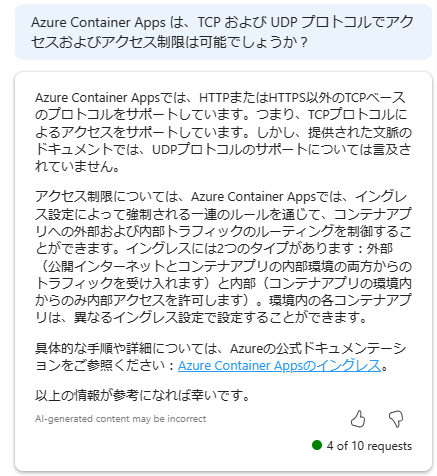 Azure Container Apps は、TCP および UDP プロトコルでアク
セスおよびアクセス制限は可能でしょうか？
Azure Container Appsでは、HTTPまたはHTTPS以外のTCPベース
のプロトコルをサポートしています。つまり、TCPプロトコルに
よるアクセスをサポートしています。しかし、提供された文脈の
ドキュメントでは、UDPプロトコルのサポートについては言及さ
れていません。
アクセス制限については、Azure Container Appsでは、イングレ
ス設定によって強制される一連のルールを通じて、コンテナアプ
リへの外部および内部トラフィックのルーティングを制御するこ
とができます。イングレスには2つのタイプがあります：外部
（公開インターネットとコンテナアプリの内部環境の両方からの
トラフィックを受け入れます）と内部（コンテナアプリの環境内
からのみ内部アクセスを許可します）。環境内の各コンテナアプ
リは、異なるイングレス設定で設定することができます。
具体的な手順や詳細については、Azureの公式ドキュメンテーシ
ョンをご参照ください：Azure Container Appsのイングレス。
以上の情報が参考になれば幸いです。
AI-generated content may be incorrect
4 of 10 requests